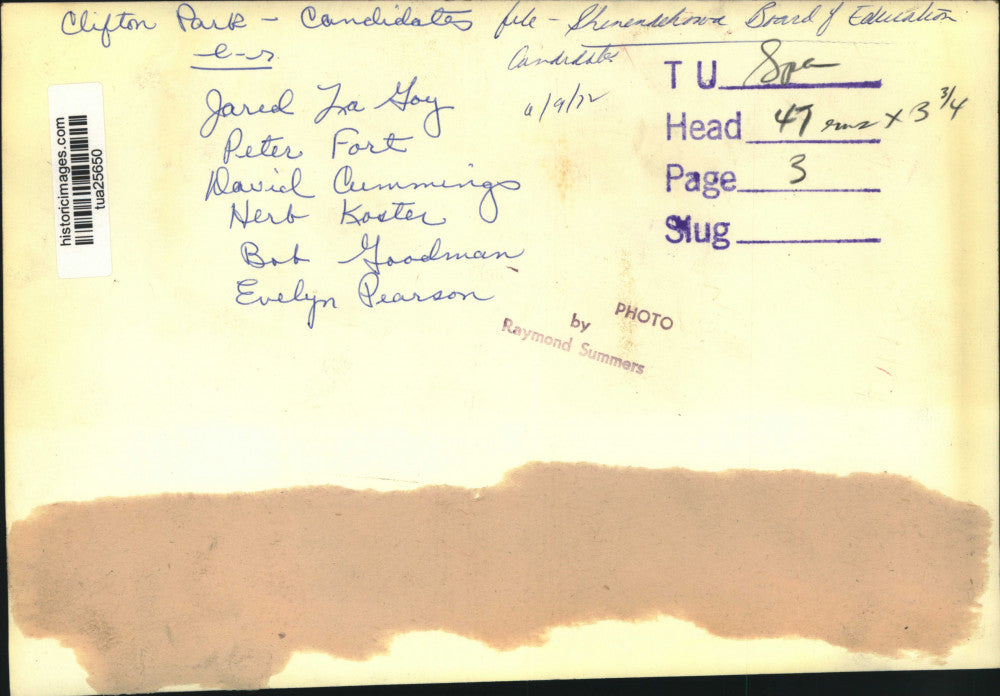 Clifton Park - Candidates
l-r
file - Shenendehowa Board of Education
Candidates
Jared La Goy
Peter Fort
David Cummings
Herb Koster
Bob Goodman
Evelyn Pearson
6/9/72
T U Spa
Head 47 ems x 3 3/4
Page 3
Slug
PHOTO
by
Raymond Summers
historicimages.com
tua25650